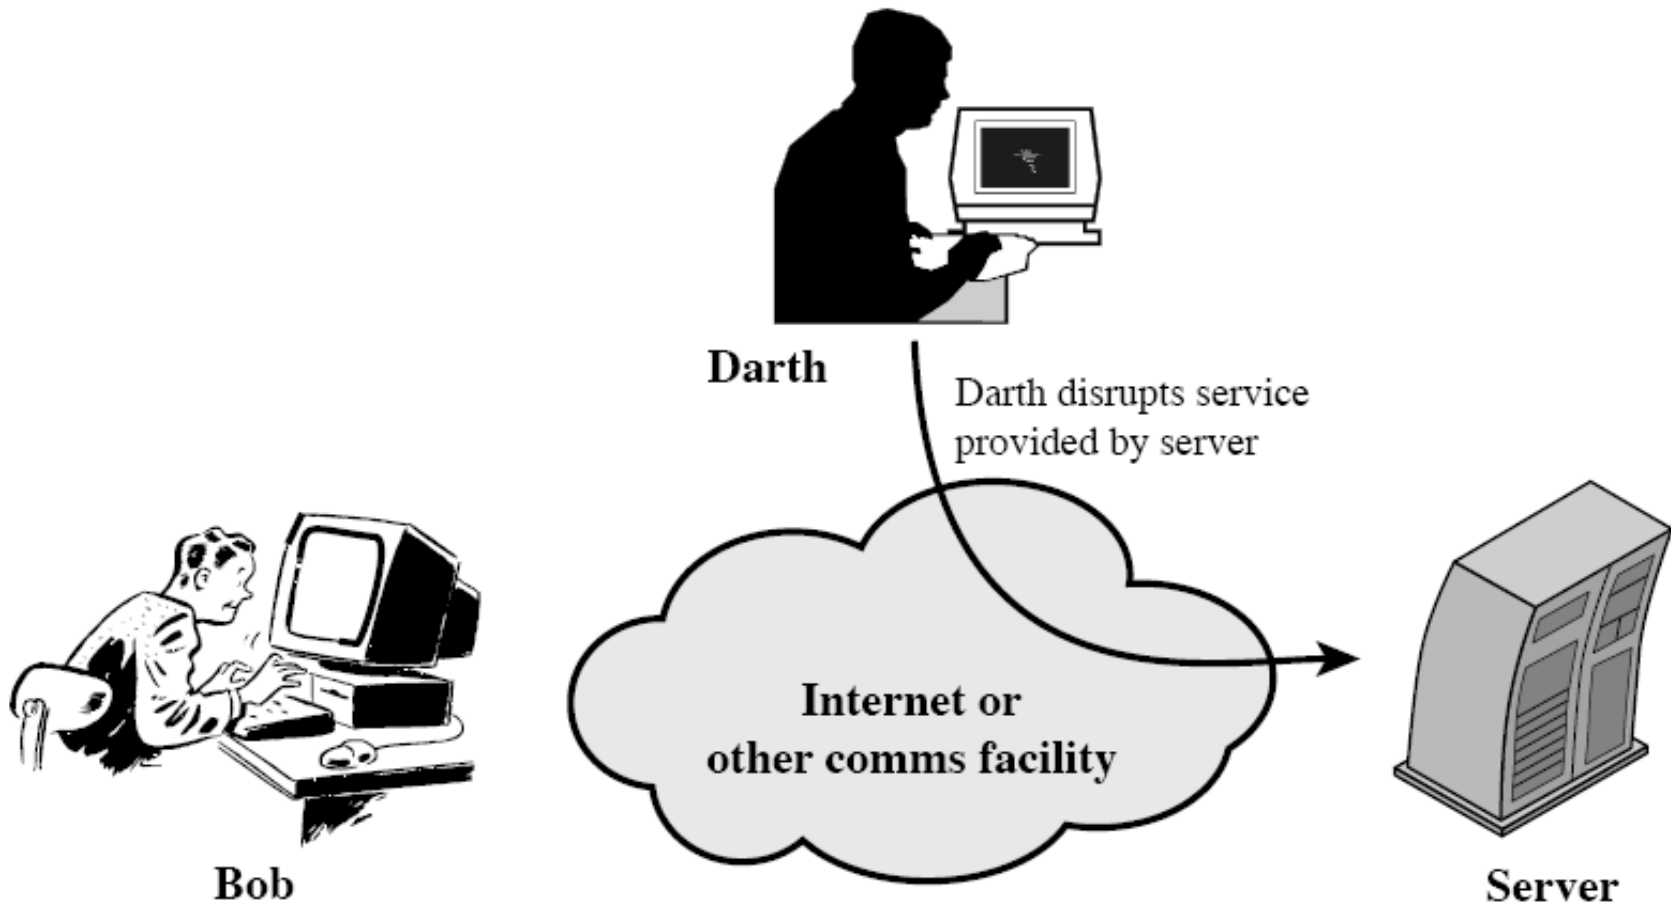 Darth
Darth disrupts service
provided by server
Internet or
other comms facility
Bob
Server